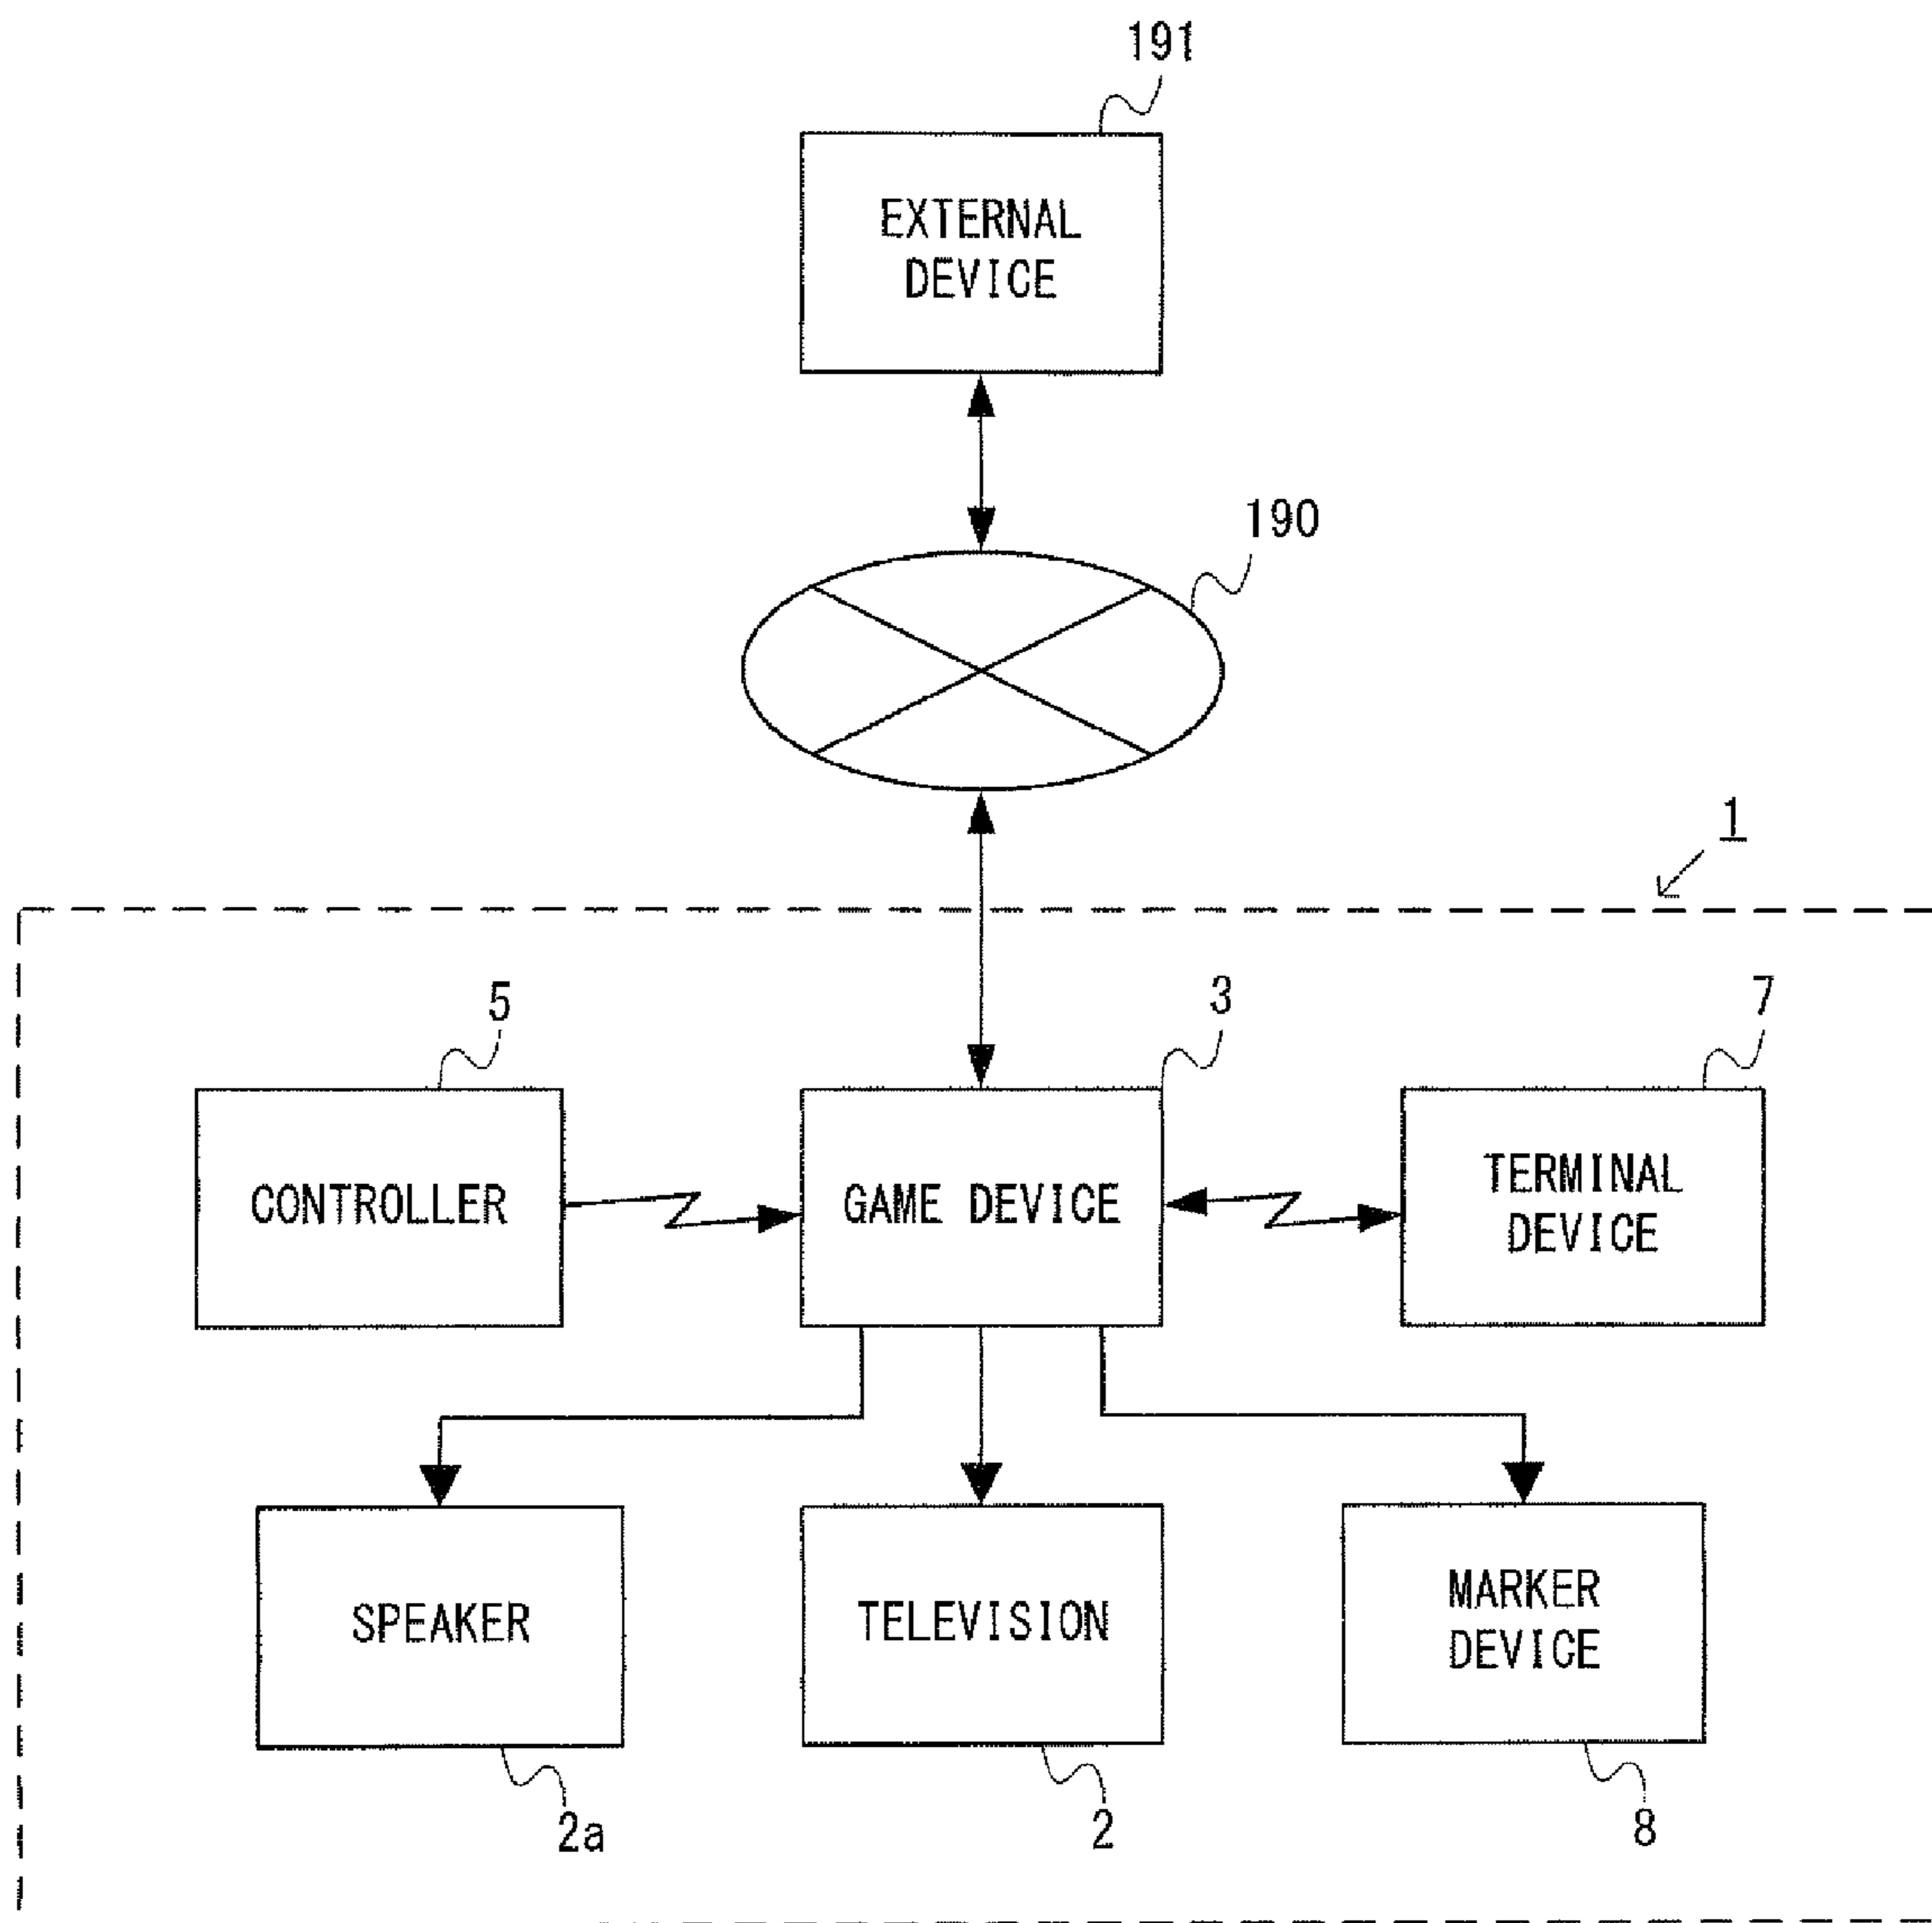 191
EXTERNAL
DEVICE
190
1
5
3
7
CONTROLLER
GAME DEVICE
TERMINAL
DEVICE
SPEAKER
TELEVISION
MARKER
DEVICE
2a
2
8